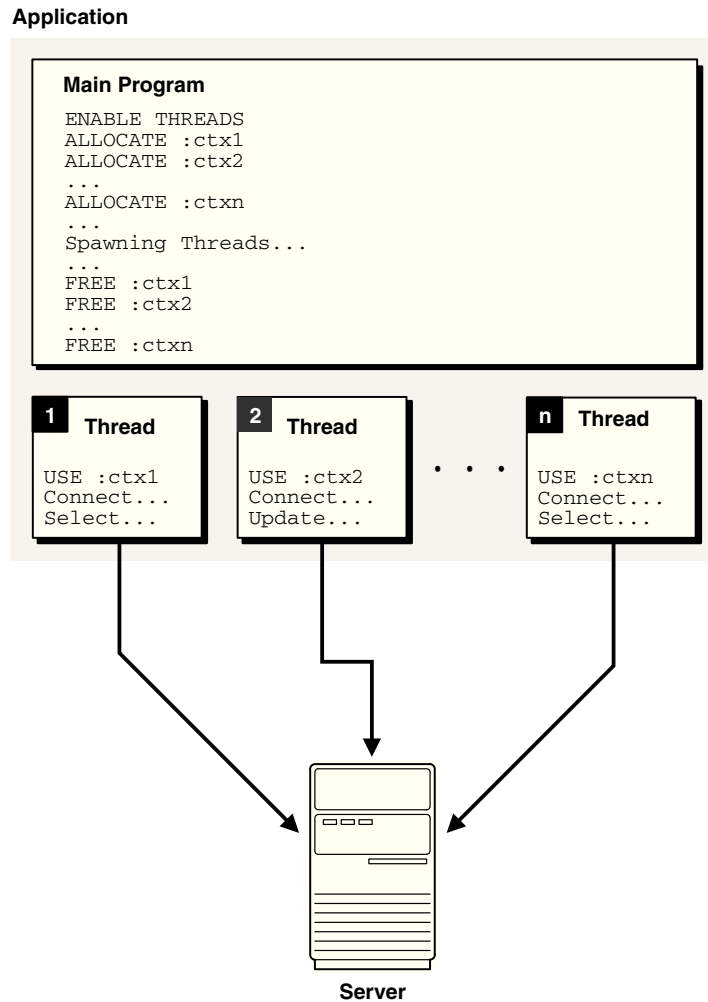 Application
Main Program
ENABLE THREADS
ALLOCATE :ctx1
ALLOCATE :ctx2
...
ALLOCATE :ctxn
...
Spawning Threads...
...
FREE :ctx1
FREE :ctx2
...
FREE :ctxn
1 Thread
USE :ctx1
Connect...
Select...
2 Thread
USE :ctx2
Connect...
Update...
. . .
n Thread
USE :ctxn
Connect...
Select...
Server